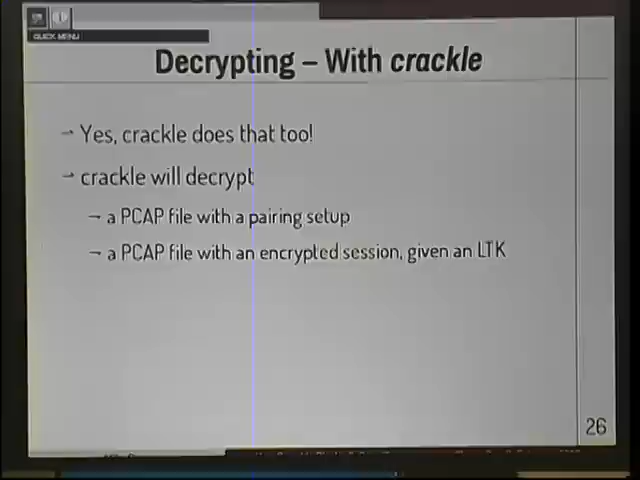 QUICK MENU
Decrypting – With crackle
→ Yes, crackle does that too!
→ crackle will decrypt
→ a PCAP file with a pairing setup
→ a PCAP file with an encrypted session, given an LTK
26